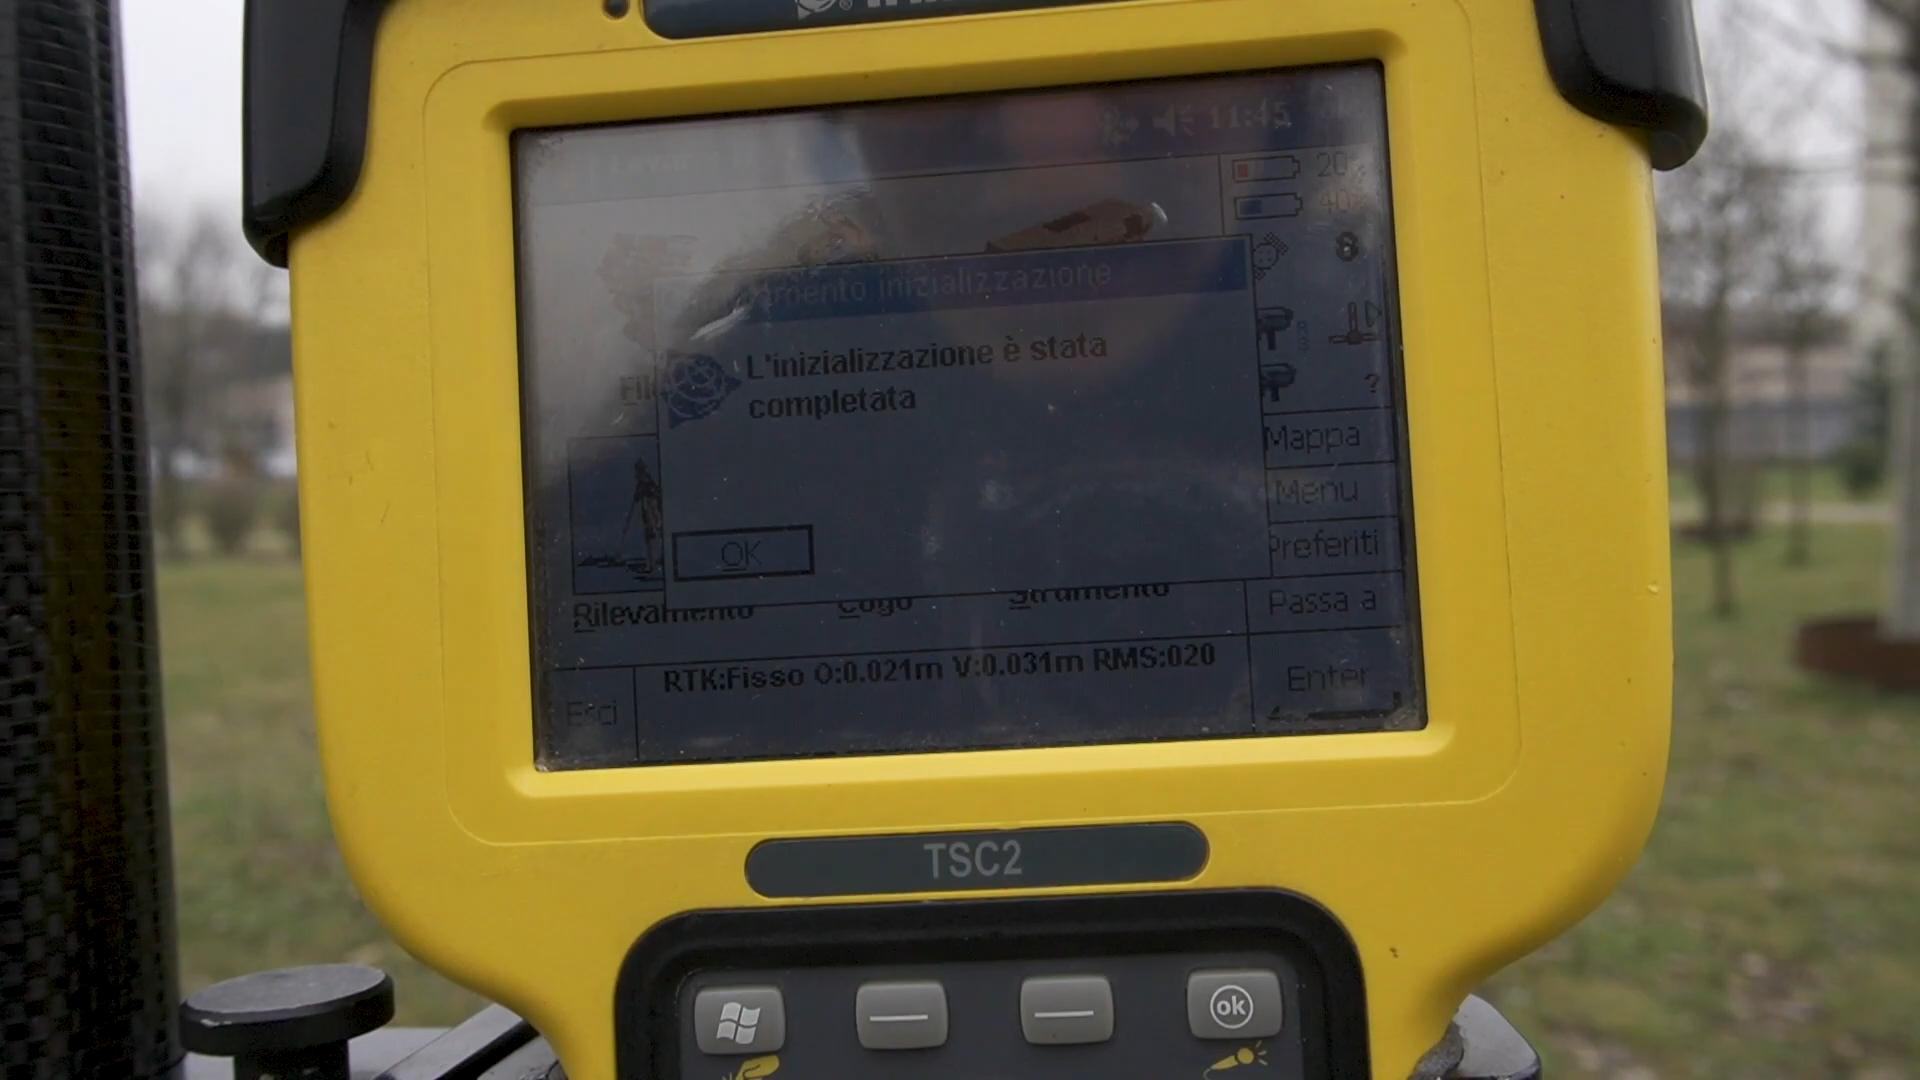 11:45
20%
40%
8
inizializzazione
L'inizializzazione è stata
completata
?
Mappa
Menu
Preferiti
OK
Rilevamento Cogo Strumento
Passa a
RTK:Fisso O:0.021m V:0.031m RMS:020
Esci
Enter
TSC2
ok